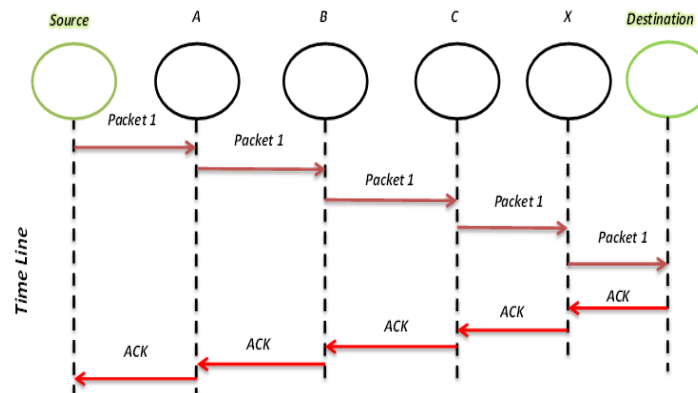 Source
A
B
C
X
Destination
Packet 1
Packet 1
Packet 1
Packet 1
Packet 1
Time Line
ACK
ACK
ACK
ACK
ACK